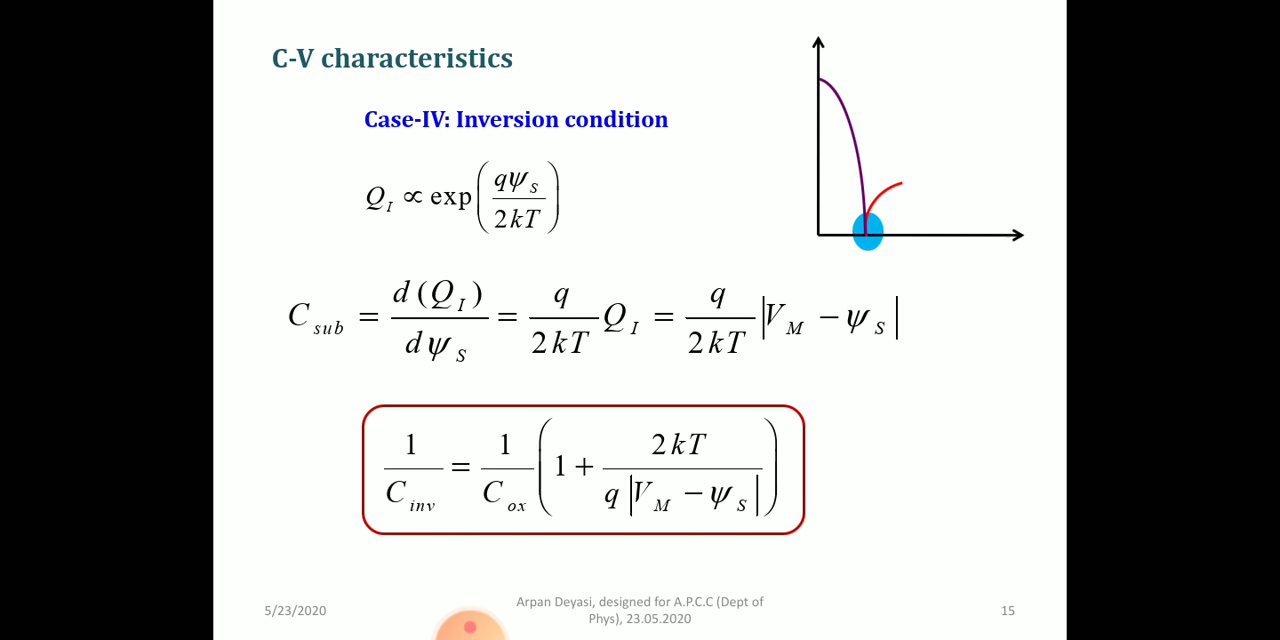 C-V characteristics
Case-IV: Inversion condition
Q_I ∝ exp(qψ_S / 2kT)
C_sub = d(Q_I) / dψ_S = q / 2kT Q_I = q / 2kT |V_M − ψ_S|
1 / C_inv = 1 / C_ox (1 + 2kT / q|V_M − ψ_S|)
5/23/2020
Arpan Deyasi, designed for A.P.C.C (Dept of
Phys), 23.05.2020
15